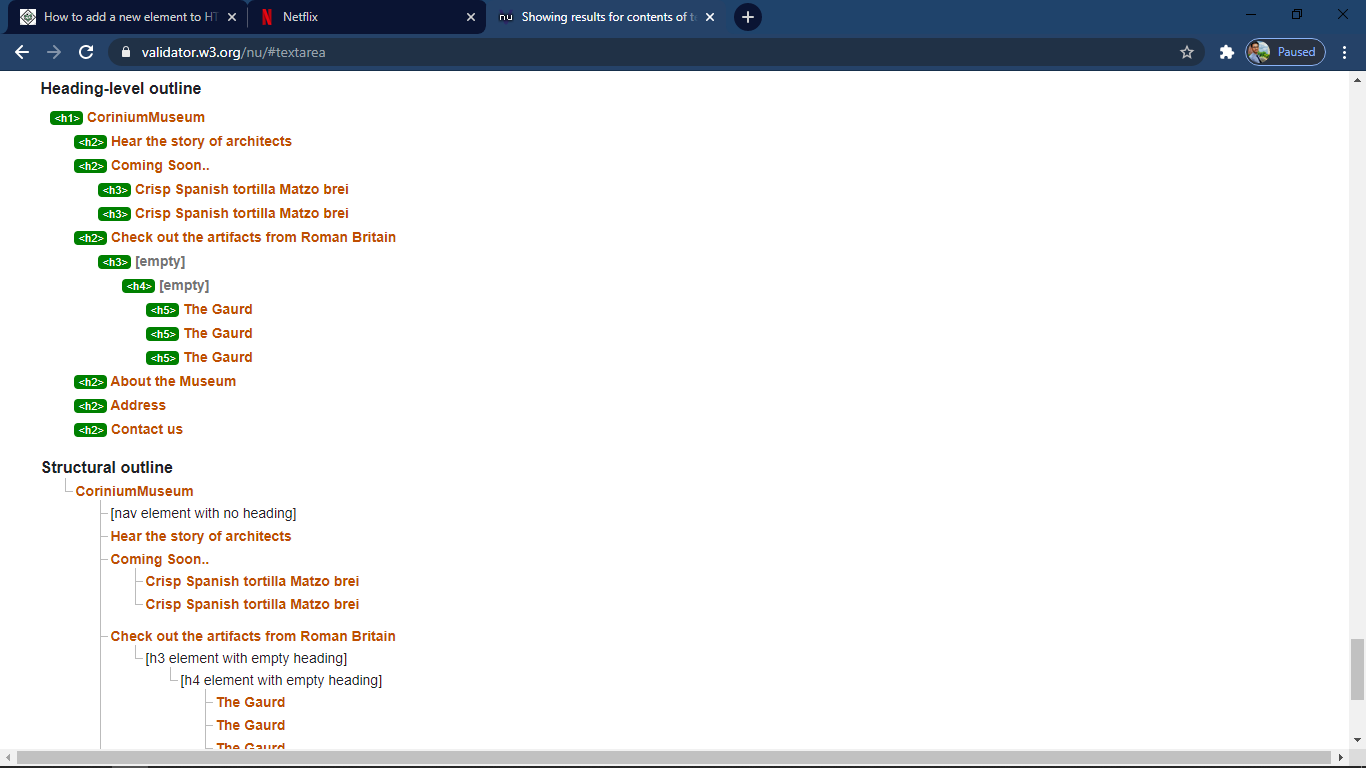 How to add a new element to HT
Netflix
nu Showing results for contents of te
validator.w3.org/nu/#textarea
Paused
Heading-level outline
<h1> CoriniumMuseum
<h2> Hear the story of architects
<h2> Coming Soon..
<h3> Crisp Spanish tortilla Matzo brei
<h3> Crisp Spanish tortilla Matzo brei
<h2> Check out the artifacts from Roman Britain
<h3> [empty]
<h4> [empty]
<h5> The Gaurd
<h5> The Gaurd
<h5> The Gaurd
<h2> About the Museum
<h2> Address
<h2> Contact us
Structural outline
CoriniumMuseum
[nav element with no heading]
Hear the story of architects
Coming Soon..
Crisp Spanish tortilla Matzo brei
Crisp Spanish tortilla Matzo brei
Check out the artifacts from Roman Britain
[h3 element with empty heading]
[h4 element with empty heading]
The Gaurd
The Gaurd
The Gaurd